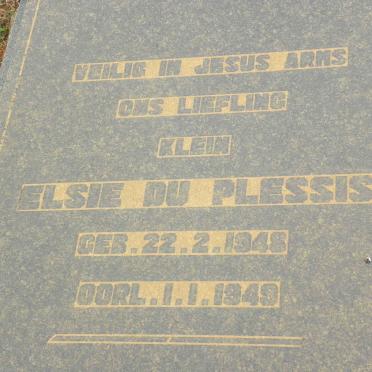 VEILIG IN JESUS ARMS
ONS LIEFLING
KLEIN
ELSIE DU PLESSIS
GEB. 22. 2. 1948
OORL. 1. 1. 1949